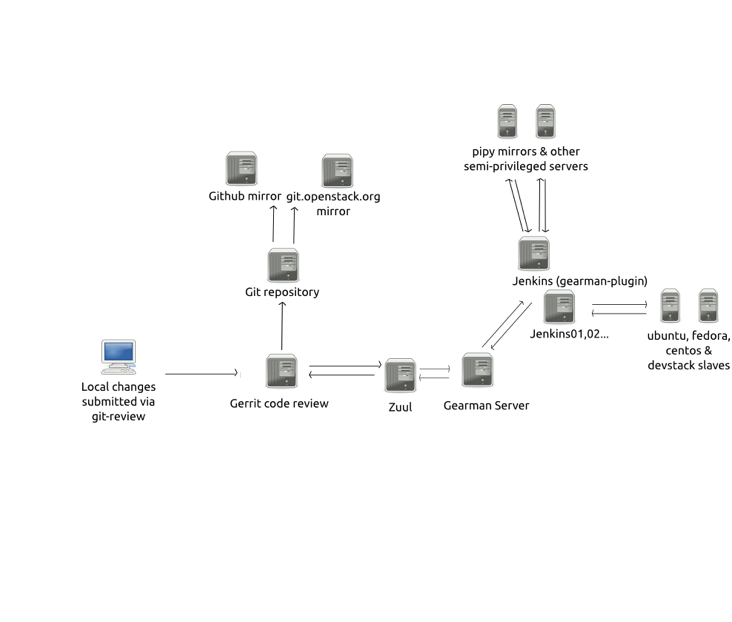 pipy mirrors & other
semi-privileged servers
Github mirror
git.openstack.org
mirror
Git repository
Jenkins (gearman-plugin)
Jenkins01,02...
ubuntu, fedora,
centos &
devstack slaves
Local changes
submitted via
git-review
Gerrit code review
Zuul
Gearman Server